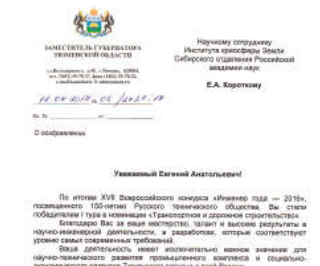 ЗАМЕСТИТЕЛЬ ГУБЕРНАТОРА
ТЮМЕНСКОЙ ОБЛАСТИ
Научному сотруднику
Института криосферы Земли
Сибирского отделения Российской
академии наук
Е.А. Короткому
О поздравлении
Уважаемый Евгений Анатольевич!
По итогам XVII Всероссийского конкурса «Инженер года — 2016»,
посвященного 150-летию Русского технического общества, Вы стали
победителем I тура в номинации «Транспортное и дорожное строительство».
Благодарю Вас за ваше мастерство, талант и высокие результаты в
научно-инженерной деятельности, в разработках, которые соответствуют
уровню самых современных требований.
Ваша деятельность имеет исключительно важное значение для
научно-технического развития промышленного комплекса и социально-